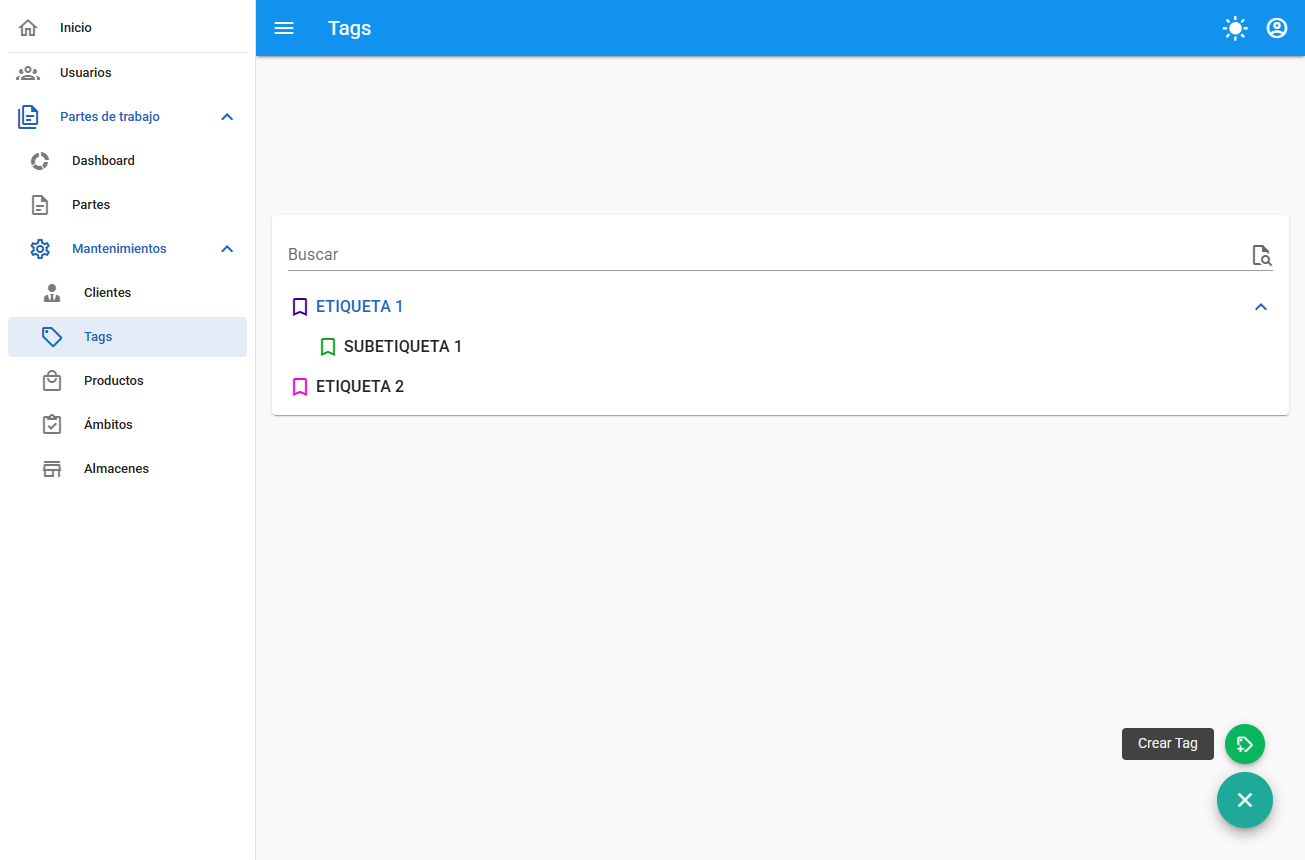 Inicio
Usuarios
Partes de trabajo
Dashboard
Partes
Mantenimientos
Clientes
Tags
Productos
Ámbitos
Almacenes
Tags
Buscar
ETIQUETA 1
SUBETIQUETA 1
ETIQUETA 2
Crear Tag